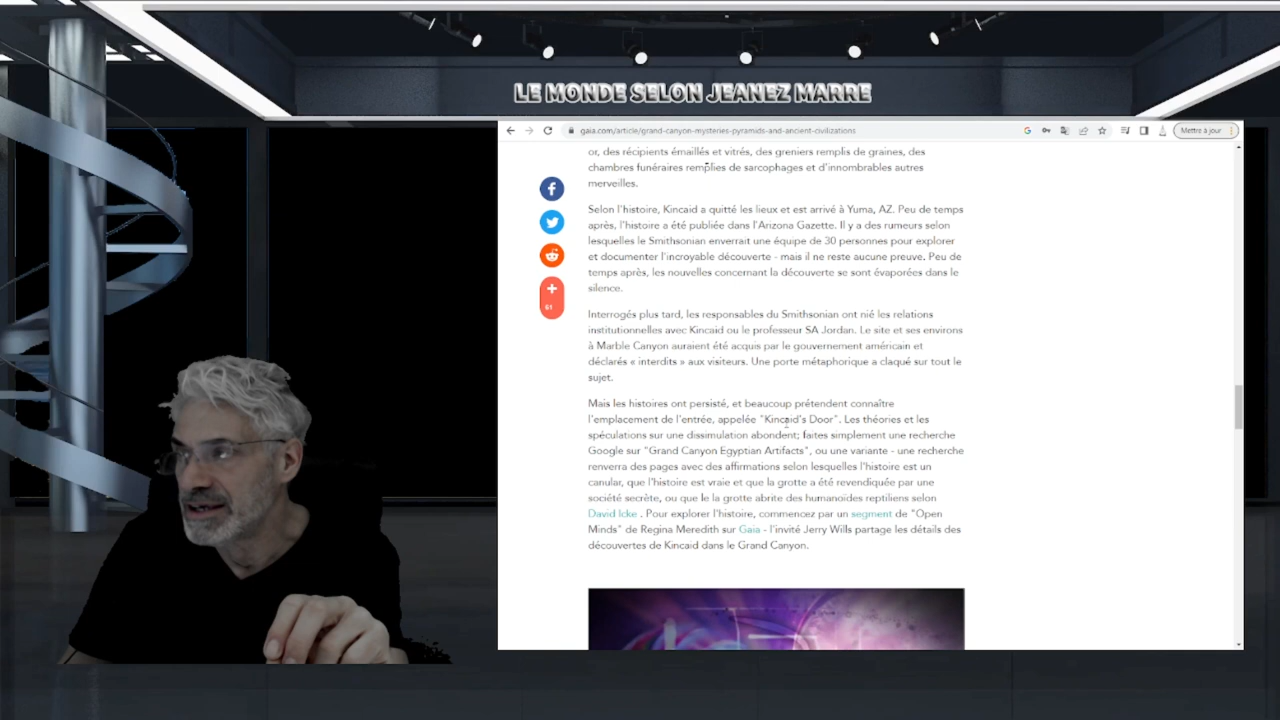 LE MONDE SELON JEANEZ MARRE
gaia.com/article/grand-canyon-mysteries-pyramids-and-ancient-civilizations
Mettre à jour
or, des récipients émaillés et vitrés, des greniers remplis de graines, des
chambres funéraires remplies de sarcophages et d'innombrables autres
merveilles.
Selon l'histoire, Kincaid a quitté les lieux et est arrivé à Yuma, AZ. Peu de temps
après, l'histoire a été publiée dans l'Arizona Gazette. Il y a des rumeurs selon
lesquelles le Smithsonian enverrait une équipe de 30 personnes pour explorer
et documenter l'incroyable découverte - mais il ne reste aucune preuve. Peu de
temps après, les nouvelles concernant la découverte se sont évaporées dans le
silence.
61
Interrogés plus tard, les responsables du Smithsonian ont nié les relations
institutionnelles avec Kincaid ou le professeur SA Jordan. Le site et ses environs
à Marble Canyon auraient été acquis par le gouvernement américain et
déclarés « interdits » aux visiteurs. Une porte métaphorique a claqué sur tout le
sujet.
Mais les histoires ont persisté, et beaucoup prétendent connaître
l'emplacement de l'entrée, appelée "Kincaid's Door". Les théories et les
spéculations sur une dissimulation abondent; faites simplement une recherche
Google sur "Grand Canyon Egyptian Artifacts", ou une variante - une recherche
renverra des pages avec des affirmations selon lesquelles l'histoire est un
canular, que l'histoire est vraie et que la grotte a été revendiquée par une
société secrète, ou que le la grotte abrite des humanoïdes reptiliens selon
David Icke . Pour explorer l'histoire, commencez par un segment de "Open
Minds" de Regina Meredith sur Gaia - l'invité Jerry Wills partage les détails des
découvertes de Kincaid dans le Grand Canyon.